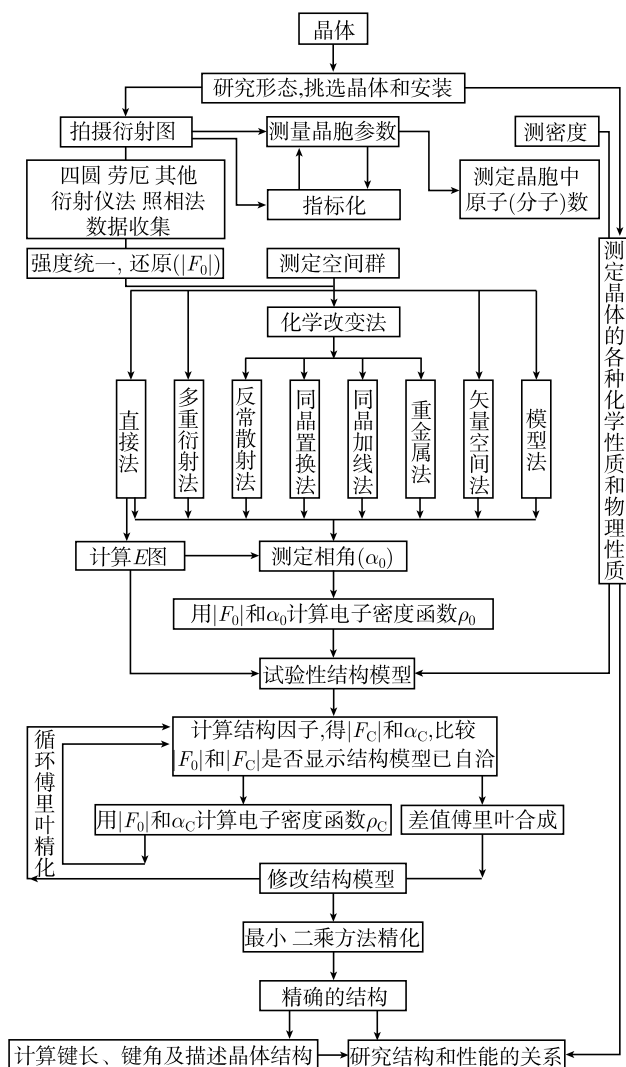 晶体
研究形态,挑选晶体和安装
拍摄衍射图
测量晶胞参数
测密度
四圆 劳厄 其他
衍射仪法 照相法
数据收集
指标化
测定晶胞中
原子(分子)数
强度统一, 还原(|F₀|)
测定空间群
测定晶体的各种化学性质和物理性质
化学改变法
直接法
多重衍射法
反常散射法
同晶置换法
同晶加线法
重金属法
矢量空间法
模型法
计算E图
测定相角(α₀)
用|F₀|和α₀计算电子密度函数ρ₀
试验性结构模型
循环傅里叶精化
计算结构因子,得|F_C|和α_C,比较
|F₀|和|F_C|是否显示结构模型已自洽
用|F₀|和α_C计算电子密度函数ρ_C
差值傅里叶合成
修改结构模型
最小 二乘方法精化
精确的结构
计算键长、键角及描述晶体结构
研究结构和性能的关系